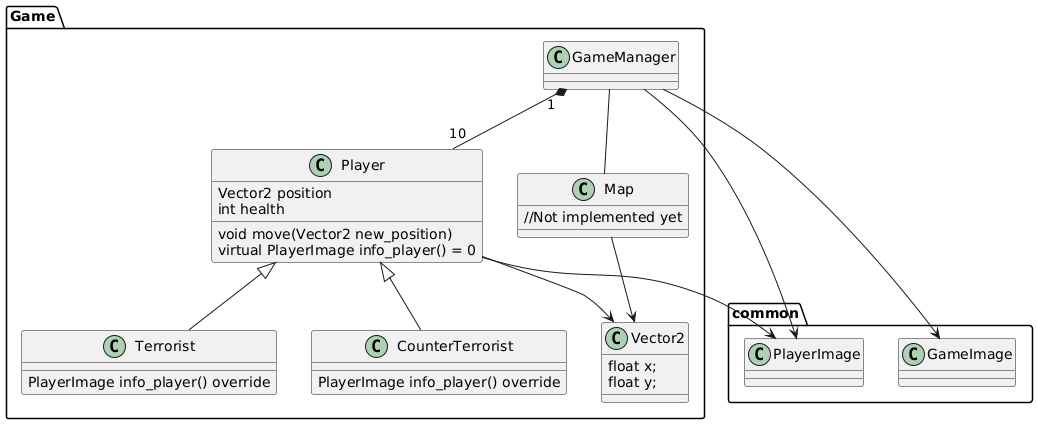 Game
C GameManager
1
10
C Player
Vector2 position
int health
void move(Vector2 new_position)
virtual PlayerImage info_player() = 0
C Map
//Not implemented yet
common
C Terrorist
PlayerImage info_player() override
C CounterTerrorist
PlayerImage info_player() override
C Vector2
float x;
float y;
C PlayerImage
C GameImage